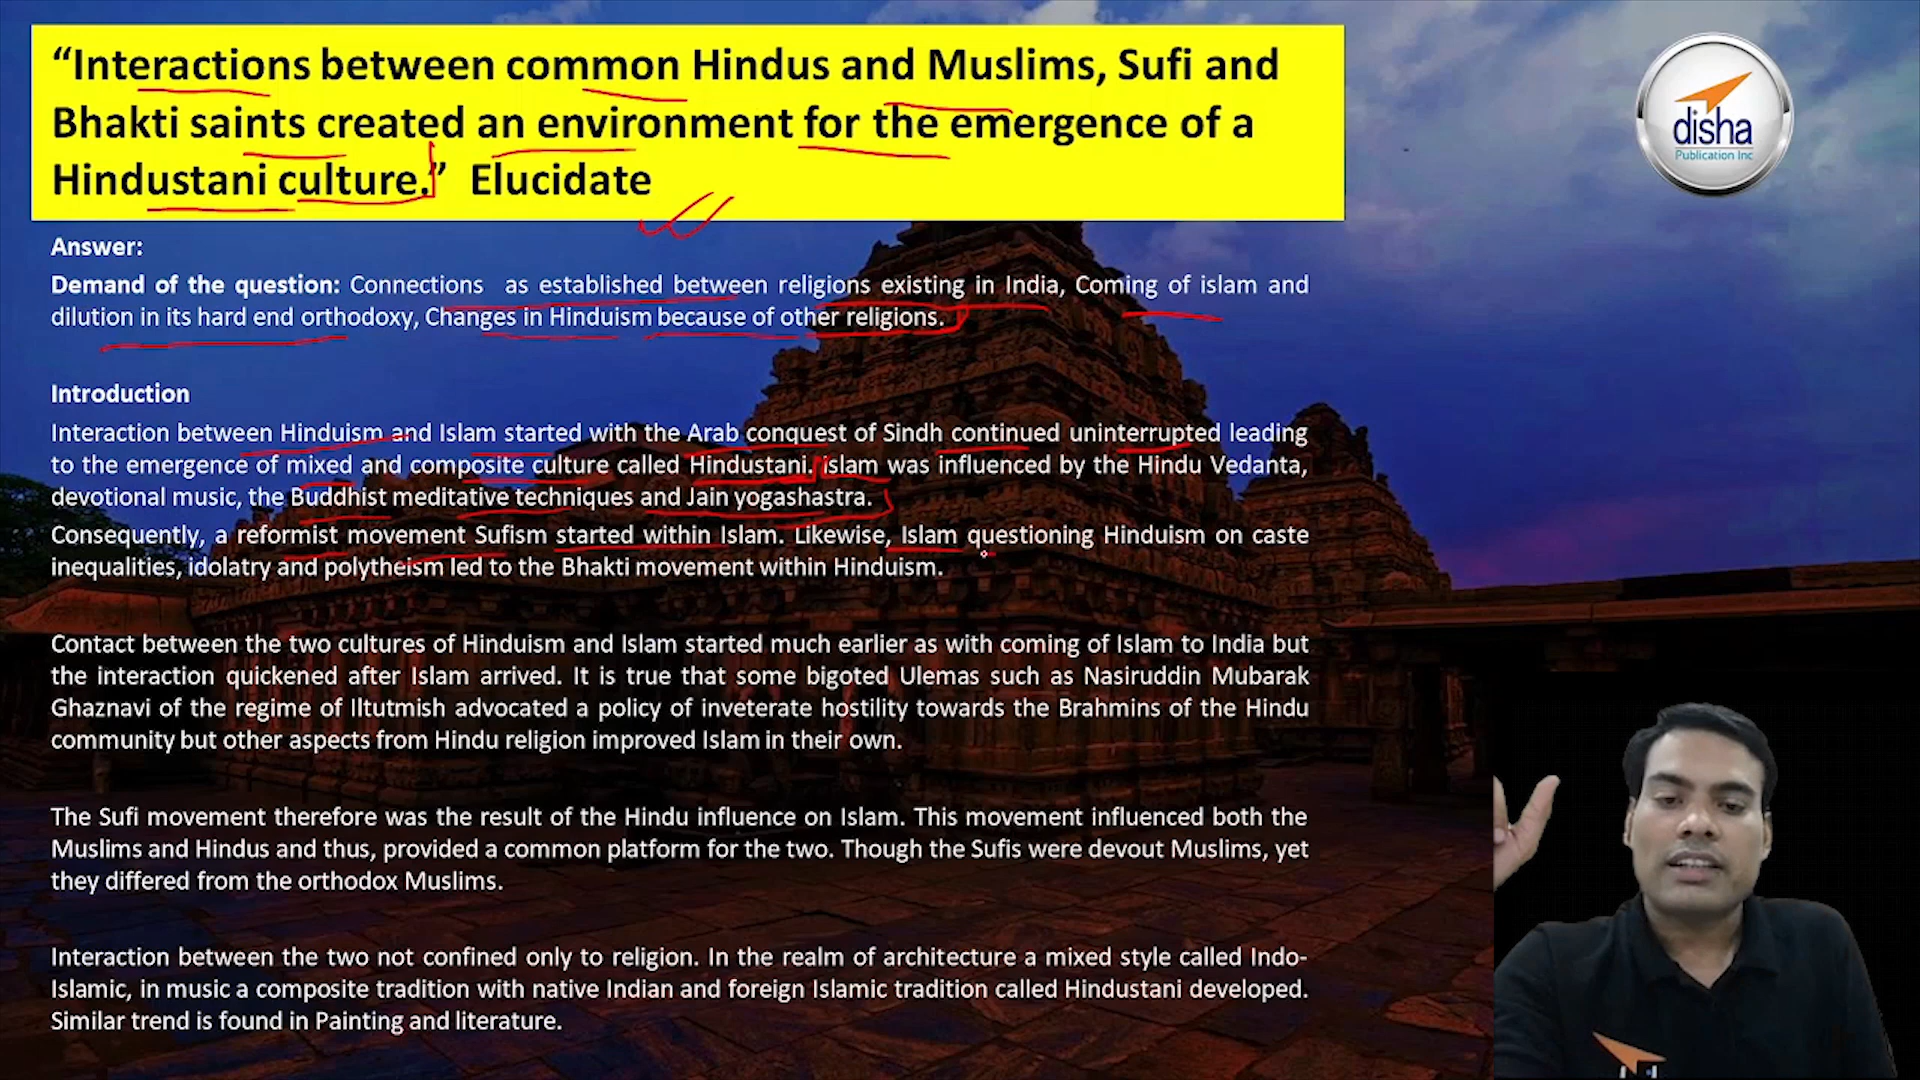 “Interactions between common Hindus and Muslims, Sufi and
Bhakti saints created an environment for the emergence of a
Hindustani culture.” Elucidate
disha
Publication Inc
Answer:
Demand of the question: Connections as established between religions existing in India, Coming of islam and
dilution in its hard end orthodoxy, Changes in Hinduism because of other religions.
Introduction
Interaction between Hinduism and Islam started with the Arab conquest of Sindh continued uninterrupted leading
to the emergence of mixed and composite culture called Hindustani. Islam was influenced by the Hindu Vedanta,
devotional music, the Buddhist meditative techniques and Jain yogashastra.
Consequently, a reformist movement Sufism started within Islam. Likewise, Islam questioning Hinduism on caste
inequalities, idolatry and polytheism led to the Bhakti movement within Hinduism.
Contact between the two cultures of Hinduism and Islam started much earlier as with coming of Islam to India but
the interaction quickened after Islam arrived. It is true that some bigoted Ulemas such as Nasiruddin Mubarak
Ghaznavi of the regime of Iltutmish advocated a policy of inveterate hostility towards the Brahmins of the Hindu
community but other aspects from Hindu religion improved Islam in their own.
The Sufi movement therefore was the result of the Hindu influence on Islam. This movement influenced both the
Muslims and Hindus and thus, provided a common platform for the two. Though the Sufis were devout Muslims, yet
they differed from the orthodox Muslims.
Interaction between the two not confined only to religion. In the realm of architecture a mixed style called Indo-
Islamic, in music a composite tradition with native Indian and foreign Islamic tradition called Hindustani developed.
Similar trend is found in Painting and literature.